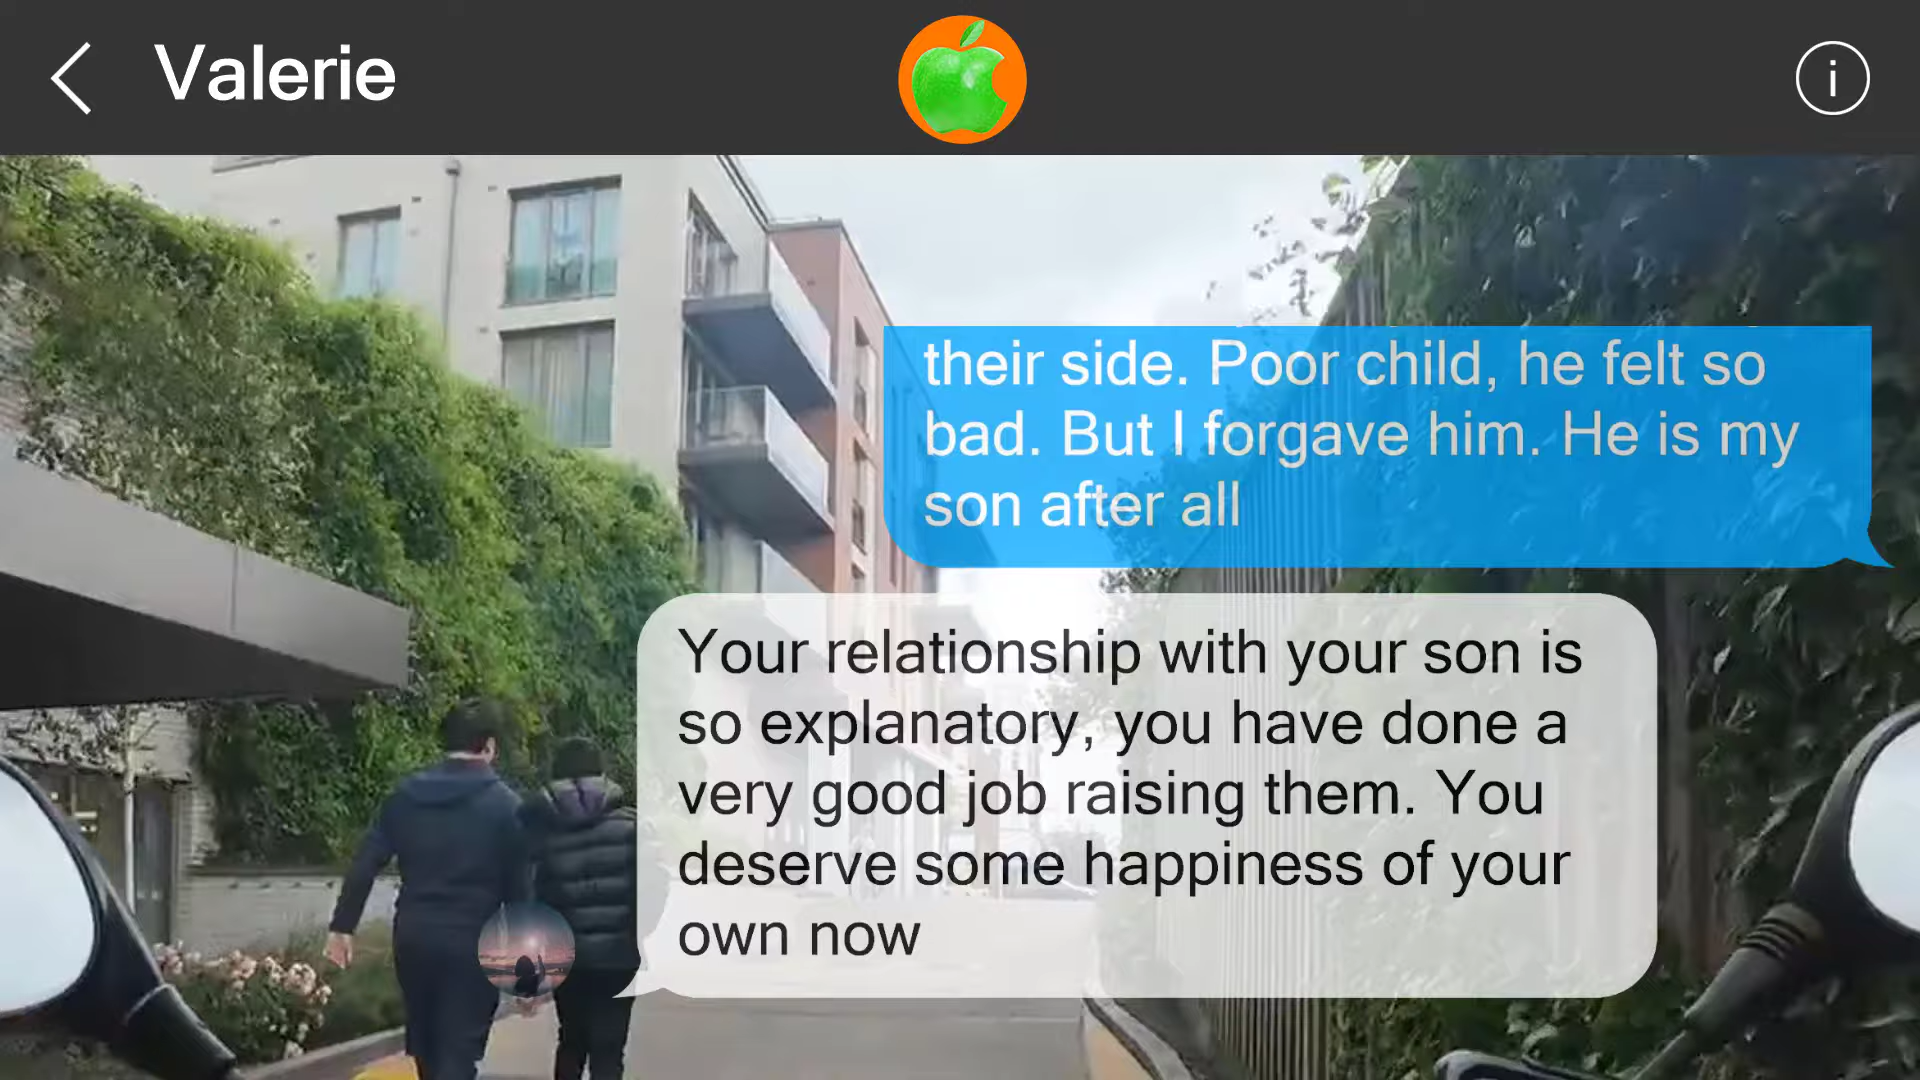 Valerie
i
their side. Poor child, he felt so
bad. But I forgave him. He is my
son after all
Your relationship with your son is
so explanatory, you have done a
very good job raising them. You
deserve some happiness of your
own now